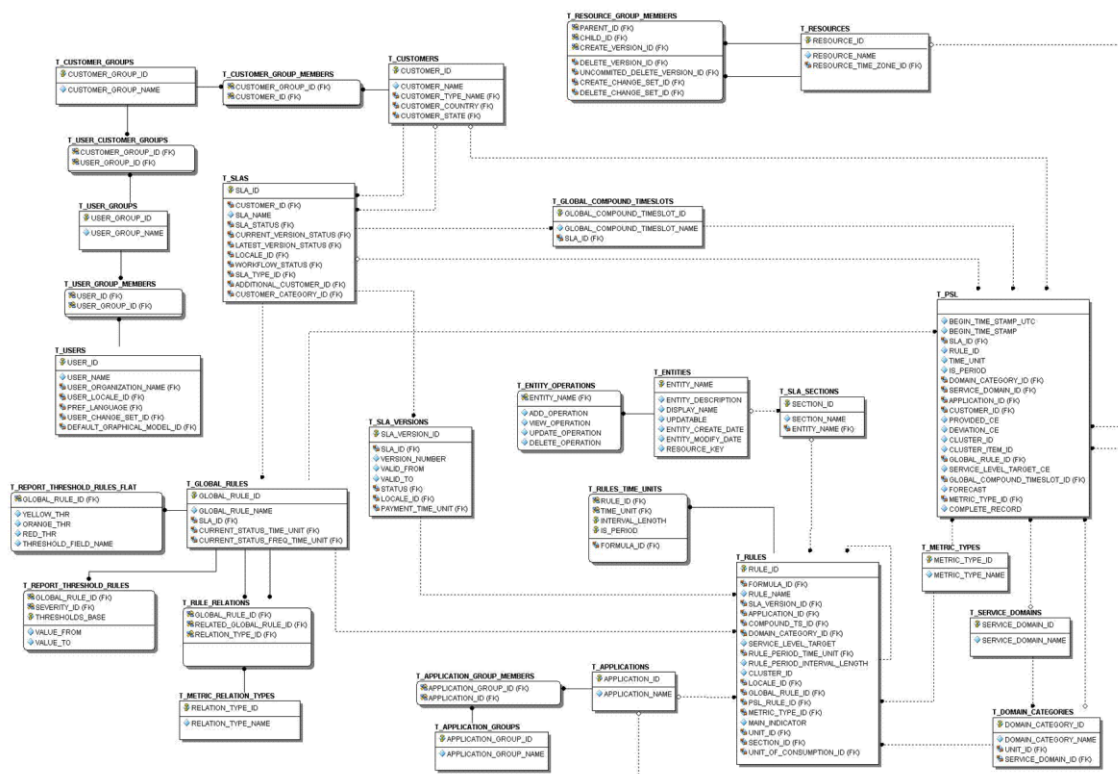 T_RESOURCE_GROUP_MEMBERS
PARENT_ID (FK)
CHILD_ID (FK)
CREATE_VERSION_ID (FK)
DELETE_VERSION_ID (FK)
UNCOMMITED_DELETE_VERSION_ID (FK)
CREATE_CHANGE_SET_ID (FK)
DELETE_CHANGE_SET_ID (FK)
T_RESOURCES
RESOURCE_ID
RESOURCE_NAME
RESOURCE_TIME_ZONE_ID (FK)
T_CUSTOMER_GROUPS
CUSTOMER_GROUP_ID
CUSTOMER_GROUP_NAME
T_CUSTOMER_GROUP_MEMBERS
CUSTOMER_GROUP_ID (FK)
CUSTOMER_ID (FK)
T_CUSTOMERS
CUSTOMER_ID
CUSTOMER_NAME
CUSTOMER_TYPE_NAME (FK)
CUSTOMER_COUNTRY (FK)
CUSTOMER_STATE (FK)
T_USER_CUSTOMER_GROUPS
CUSTOMER_GROUP_ID (FK)
USER_GROUP_ID (FK)
T_USER_GROUPS
USER_GROUP_ID
USER_GROUP_NAME
T_USER_GROUP_MEMBERS
USER_ID (FK)
USER_GROUP_ID (FK)
T_USERS
USER_ID
USER_NAME
USER_ORGANIZATION_NAME (FK)
USER_LOCALE_ID (FK)
PREF_LANGUAGE (FK)
USER_CHANGE_SET_ID (FK)
DEFAULT_GRAPHICAL_MODEL_ID (FK)
T_SLAS
SLA_ID
CUSTOMER_ID (FK)
SLA_NAME
SLA_STATUS (FK)
CURRENT_VERSION_STATUS (FK)
LATEST_VERSION_STATUS (FK)
LOCALE_ID (FK)
WORKFLOW_STATUS (FK)
SLA_TYPE_ID (FK)
ADDITIONAL_CUSTOMER_ID (FK)
CUSTOMER_CATEGORY_ID (FK)
T_GLOBAL_COMPOUND_TIMESLOTS
GLOBAL_COMPOUND_TIMESLOT_ID
GLOBAL_COMPOUND_TIMESLOT_NAME
SLA_ID (FK)
T_PSL
BEGIN_TIME_STAMP_UTC
BEGIN_TIME_STAMP
SLA_ID (FK)
RULE_ID
TIME_UNIT
IS_PERIOD
DOMAIN_CATEGORY_ID (FK)
SERVICE_DOMAIN_ID (FK)
APPLICATION_ID (FK)
CUSTOMER_ID (FK)
PROVIDED_CE
DEVIATION_CE
CLUSTER_ID
CLUSTER_ITEM_ID
GLOBAL_RULE_ID (FK)
SERVICE_LEVEL_TARGET_CE
GLOBAL_COMPOUND_TIMESLOT_ID (FK)
FORECAST
METRIC_TYPE_ID (FK)
COMPLETE_RECORD
T_ENTITY_OPERATIONS
ENTITY_NAME (FK)
ADD_OPERATION
VIEW_OPERATION
UPDATE_OPERATION
DELETE_OPERATION
T_ENTITIES
ENTITY_NAME
ENTITY_DESCRIPTION
DISPLAY_NAME
UPDATABLE
ENTITY_CREATE_DATE
ENTITY_MODIFY_DATE
RESOURCE_KEY
T_SLA_SECTIONS
SECTION_ID
SECTION_NAME
ENTITY_NAME (FK)
T_SLA_VERSIONS
SLA_VERSION_ID
SLA_ID (FK)
VERSION_NUMBER
VALID_FROM
VALID_TO
STATUS (FK)
LOCALE_ID (FK)
PAYMENT_TIME_UNIT (FK)
T_REPORT_THRESHOLD_RULES_FLAT
GLOBAL_RULE_ID (FK)
YELLOW_THR
ORANGE_THR
RED_THR
THRESHOLD_FIELD_NAME
T_GLOBAL_RULES
GLOBAL_RULE_ID
GLOBAL_RULE_NAME
SLA_ID (FK)
CURRENT_STATUS_TIME_UNIT (FK)
CURRENT_STATUS_FREQ_TIME_UNIT (FK)
T_RULES_TIME_UNITS
RULE_ID (FK)
TIME_UNIT (FK)
INTERVAL_LENGTH
IS_PERIOD
FORMULA_ID (FK)
T_RULES
RULE_ID
FORMULA_ID (FK)
RULE_NAME
SLA_VERSION_ID (FK)
APPLICATION_ID (FK)
COMPOUND_TS_ID (FK)
DOMAIN_CATEGORY_ID (FK)
SERVICE_LEVEL_TARGET
RULE_PERIOD_TIME_UNIT (FK)
RULE_PERIOD_INTERVAL_LENGTH
CLUSTER_ID
LOCALE_ID (FK)
GLOBAL_RULE_ID (FK)
PSL_RULE_ID (FK)
METRIC_TYPE_ID (FK)
MAIN_INDICATOR
UNIT_ID (FK)
SECTION_ID (FK)
UNIT_OF_CONSUMPTION_ID (FK)
T_METRIC_TYPES
METRIC_TYPE_ID
METRIC_TYPE_NAME
T_SERVICE_DOMAINS
SERVICE_DOMAIN_ID
SERVICE_DOMAIN_NAME
T_REPORT_THRESHOLD_RULES
GLOBAL_RULE_ID (FK)
SEVERITY_ID (FK)
THRESHOLDS_BASE
VALUE_FROM
VALUE_TO
T_RULE_RELATIONS
GLOBAL_RULE_ID (FK)
RELATED_GLOBAL_RULE_ID (FK)
RELATION_TYPE_ID (FK)
T_METRIC_RELATION_TYPES
RELATION_TYPE_ID
RELATION_TYPE_NAME
T_APPLICATION_GROUP_MEMBERS
APPLICATION_GROUP_ID (FK)
APPLICATION_ID (FK)
T_APPLICATIONS
APPLICATION_ID
APPLICATION_NAME
T_APPLICATION_GROUPS
APPLICATION_GROUP_ID
APPLICATION_GROUP_NAME
T_DOMAIN_CATEGORIES
DOMAIN_CATEGORY_ID
DOMAIN_CATEGORY_NAME
UNIT_ID (FK)
SERVICE_DOMAIN_ID (FK)